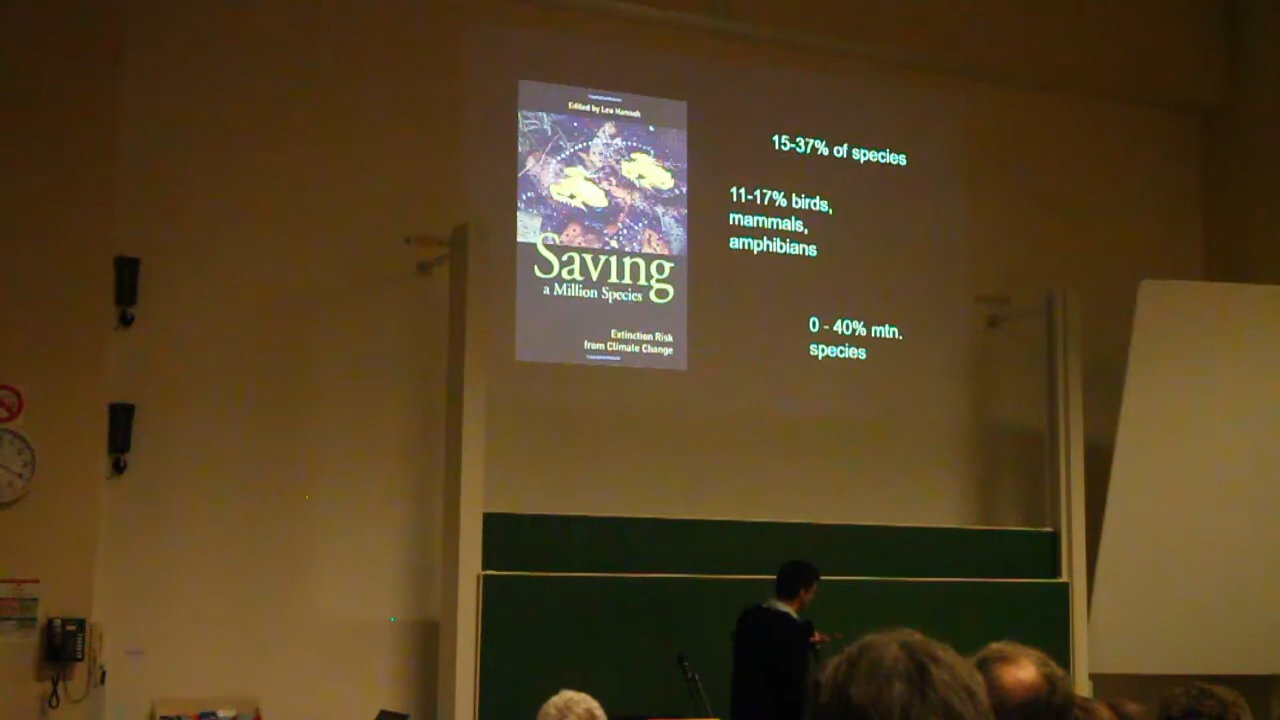 Edited by Lee Hannah
Saving
a Million Species
Extinction Risk
from Climate Change
15-37% of species
11-17% birds,
mammals,
amphibians
0 - 40% mtn.
species